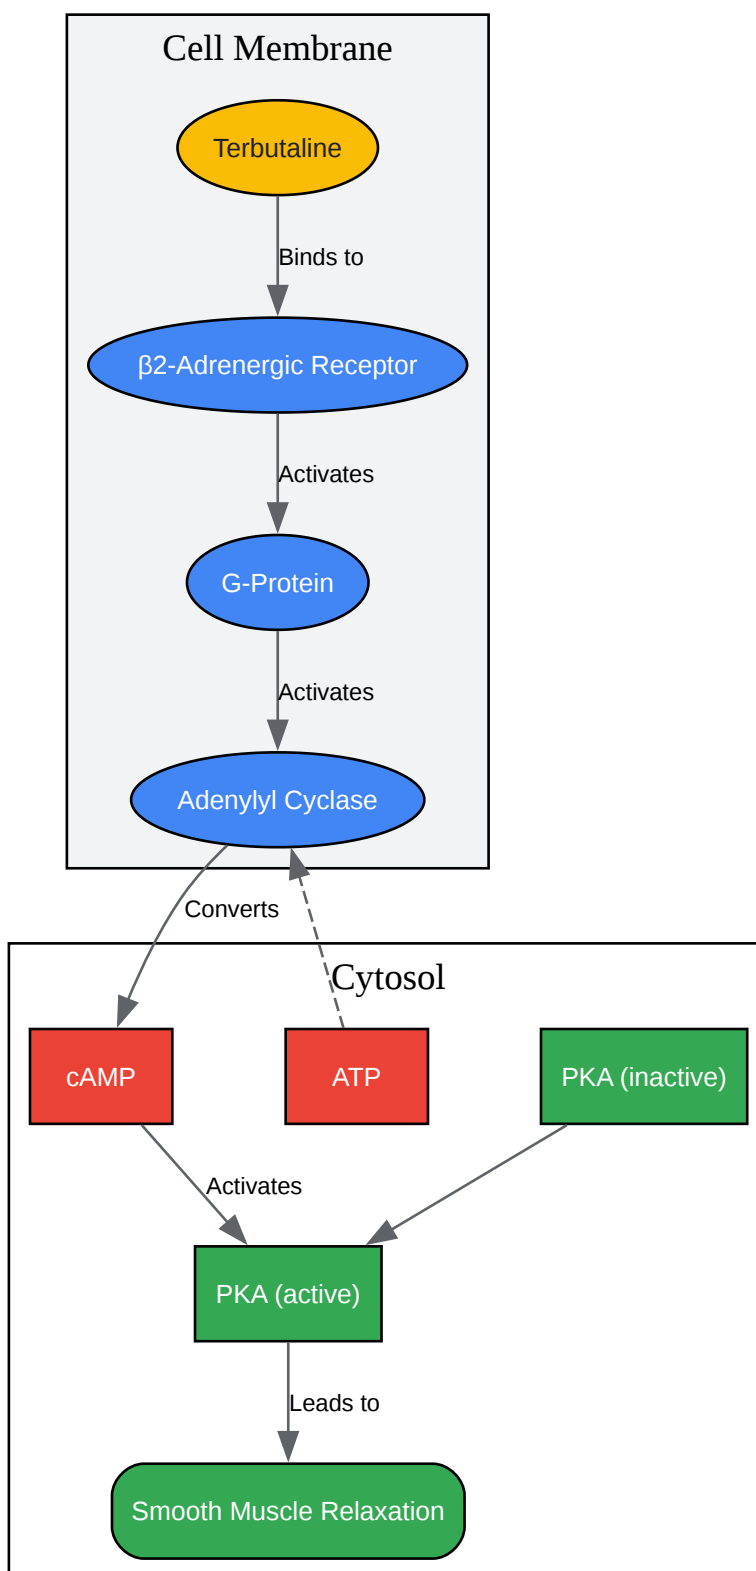 Cell Membrane
Terbutaline
Binds to
β2-Adrenergic Receptor
Activates
G-Protein
Activates
Adenylyl Cyclase
Converts
Cytosol
cAMP
ATP
PKA (inactive)
Activates
PKA (active)
Leads to
Smooth Muscle Relaxation